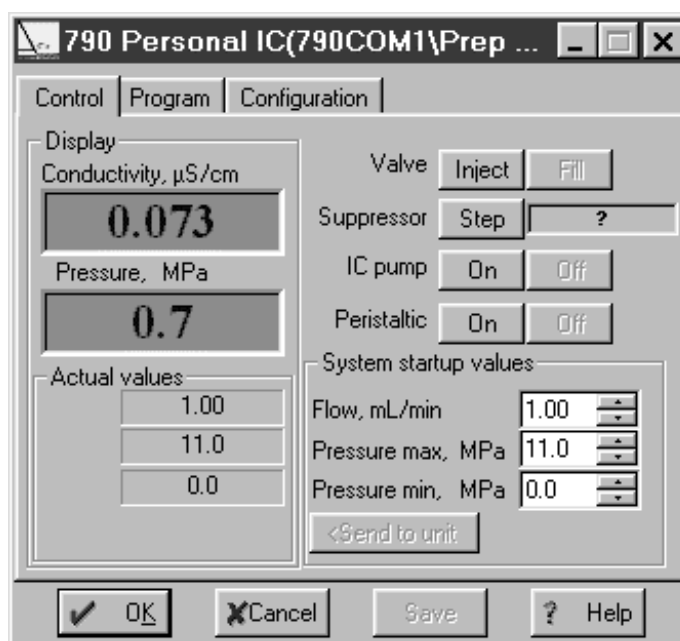 790 Personal IC(790COM1\Prep ...
Control Program Configuration
Display
Conductivity, µS/cm
0.073
Pressure, MPa
0.7
Actual values
1.00
11.0
0.0
Valve Inject Fill
Suppressor Step ?
IC pump On Off
Peristaltic On Off
System startup values
Flow, mL/min 1.00
Pressure max, MPa 11.0
Pressure min, MPa 0.0
<Send to unit
OK Cancel Save ? Help